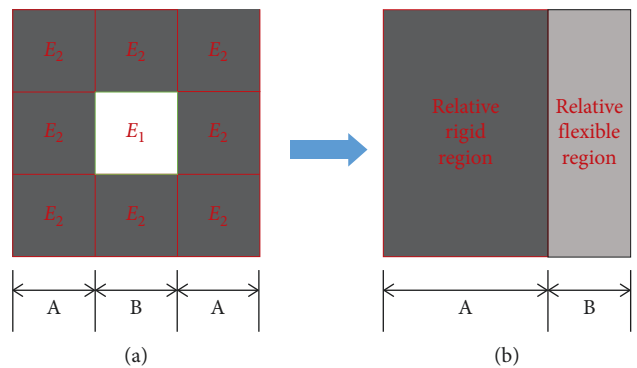 E₂ E₂ E₂
E₂ E₁ E₂
E₂ E₂ E₂
A B A
(a)
Relative
rigid
region
Relative
flexible
region
A B
(b)